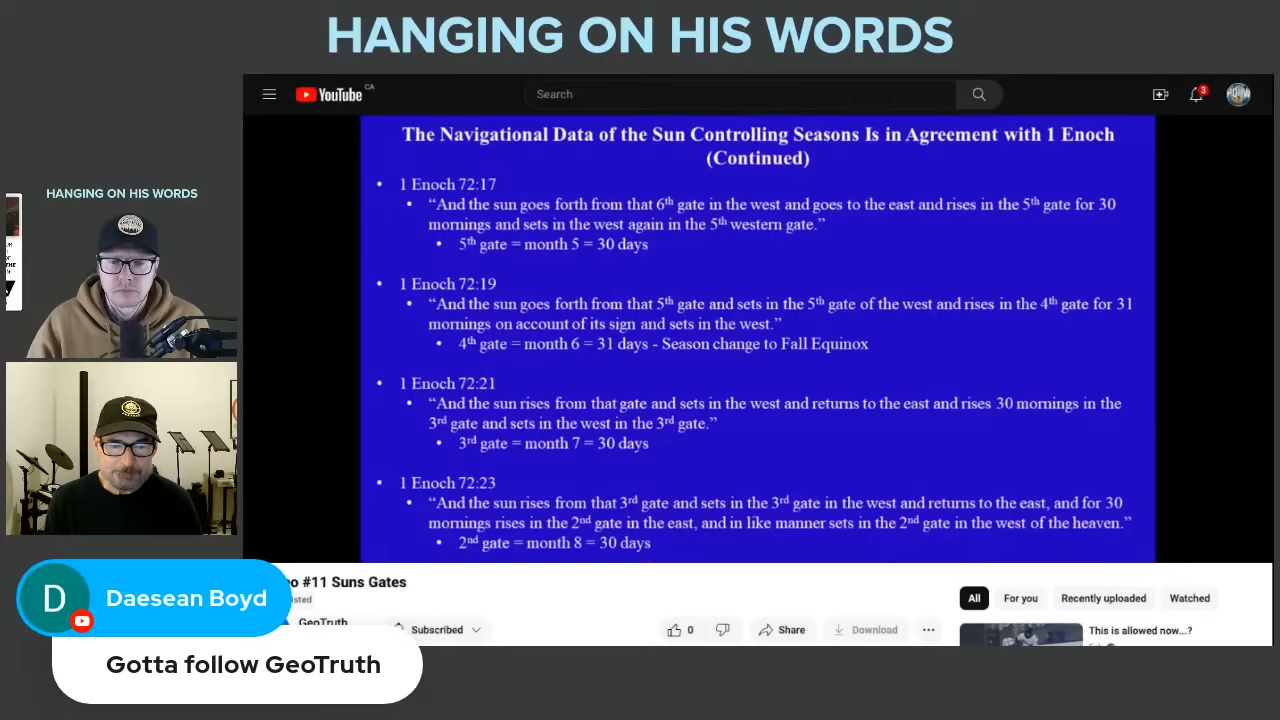 HANGING ON HIS WORDS
YouTube CA
Search
3
HANGING ON HIS WORDS
The Navigational Data of the Sun Controlling Seasons Is in Agreement with 1 Enoch
(Continued)
• 1 Enoch 72:17
• “And the sun goes forth from that 6th gate in the west and goes to the east and rises in the 5th gate for 30
mornings and sets in the west again in the 5th western gate.”
• 5th gate = month 5 = 30 days
• 1 Enoch 72:19
• “And the sun goes forth from that 5th gate and sets in the 5th gate of the west and rises in the 4th gate for 31
mornings on account of its sign and sets in the west.”
• 4th gate = month 6 = 31 days - Season change to Fall Equinox
• 1 Enoch 72:21
• “And the sun rises from that gate and sets in the west and returns to the east and rises 30 mornings in the
3rd gate and sets in the west in the 3rd gate.”
• 3rd gate = month 7 = 30 days
• 1 Enoch 72:23
• “And the sun rises from that 3rd gate and sets in the 3rd gate in the west and returns to the east, and for 30
mornings rises in the 2nd gate in the east, and in like manner sets in the 2nd gate in the west of the heaven.”
• 2nd gate = month 8 = 30 days
#11 Suns Gates
GeoTruth
Subscribed
0
Share
Download
All
For you
Recently uploaded
Watched
This is allowed now...?
D
Daesean Boyd
Gotta follow GeoTruth